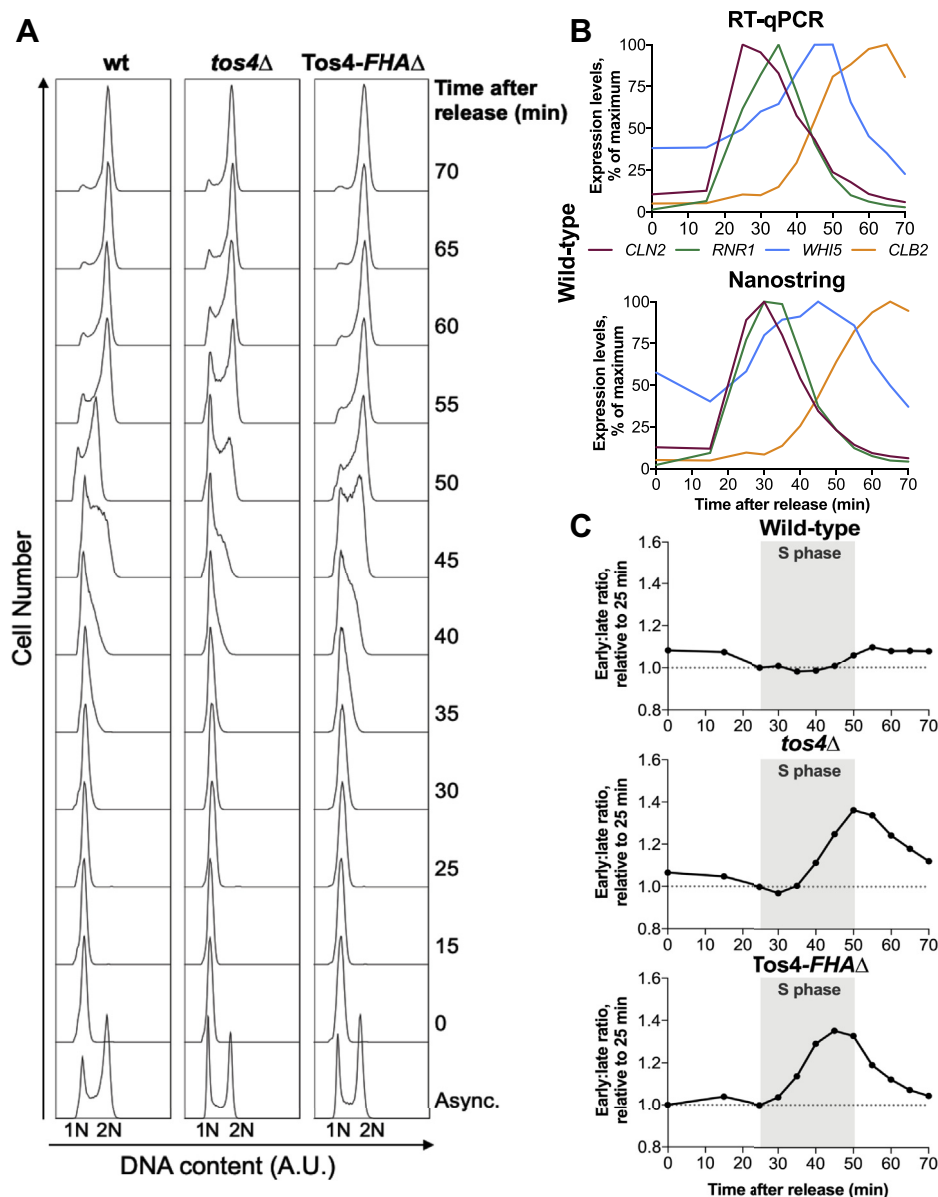 A
wt
tos4Δ
Tos4-FHAΔ
Time after
release (min)
70
65
60
55
50
45
40
35
30
25
15
0
Async.
Cell Number
1N 2N
1N 2N
1N 2N
DNA content (A.U.)
B
Wild-type
RT-qPCR
Expression levels,
% of maximum
100
75
50
25
0
0 10 20 30 40 50 60 70
CLN2 RNR1 WHI5 CLB2
Nanostring
Expression levels,
% of maximum
100
75
50
25
0
0 10 20 30 40 50 60 70
Time after release (min)
C
Wild-type
S phase
Early:late ratio,
relative to 25 min
1.6
1.4
1.2
1.0
0.8
0 10 20 30 40 50 60 70
tos4Δ
S phase
Early:late ratio,
relative to 25 min
1.6
1.4
1.2
1.0
0.8
0 10 20 30 40 50 60 70
Tos4-FHAΔ
S phase
Early:late ratio,
relative to 25 min
1.6
1.4
1.2
1.0
0.8
0 10 20 30 40 50 60 70
Time after release (min)